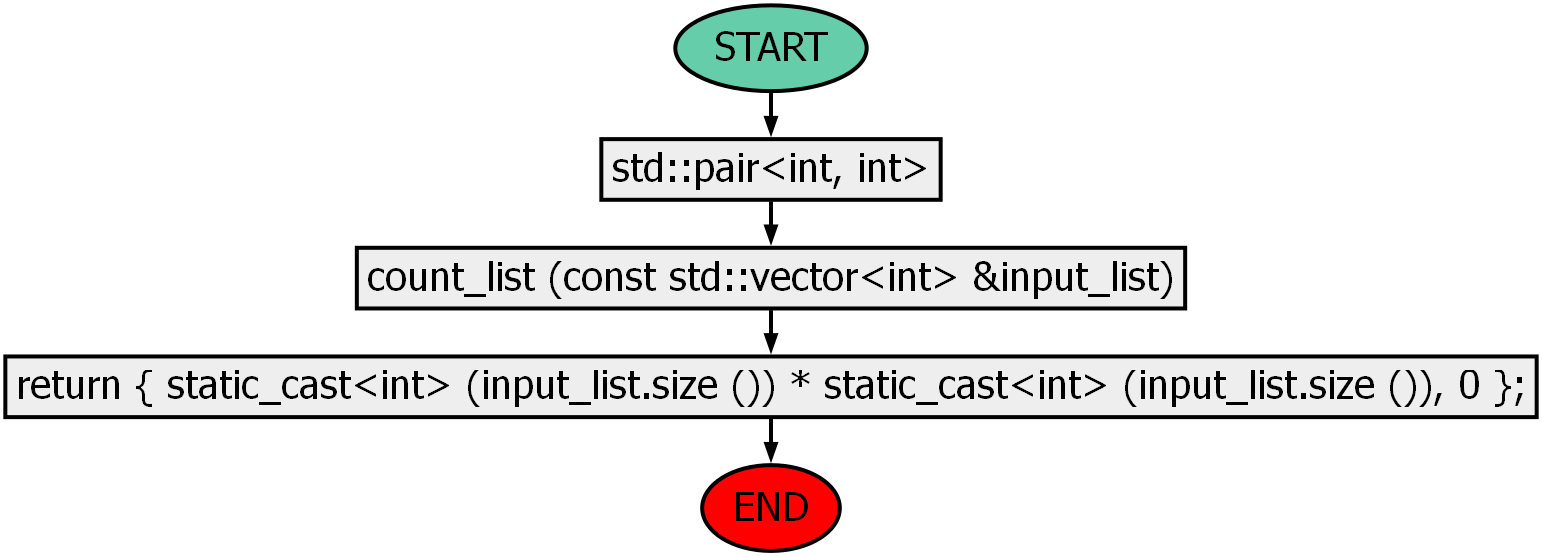 START
std::pair<int, int>
count_list (const std::vector<int> &input_list)
return { static_cast<int> (input_list.size ()) * static_cast<int> (input_list.size ()), 0 };
END